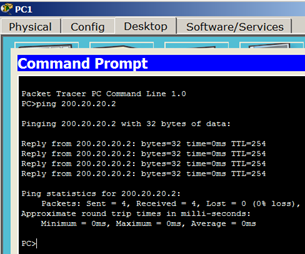 PC1
Physical Config Desktop Software/Services
Command Prompt
Packet Tracer PC Command Line 1.0
PC>ping 200.20.20.2
Pinging 200.20.20.2 with 32 bytes of data:
Reply from 200.20.20.2: bytes=32 time=0ms TTL=254
Reply from 200.20.20.2: bytes=32 time=0ms TTL=254
Reply from 200.20.20.2: bytes=32 time=0ms TTL=254
Reply from 200.20.20.2: bytes=32 time=0ms TTL=254
Ping statistics for 200.20.20.2:
Packets: Sent = 4, Received = 4, Lost = 0 (0% loss),
Approximate round trip times in milli-seconds:
Minimum = 0ms, Maximum = 0ms, Average = 0ms
PC>